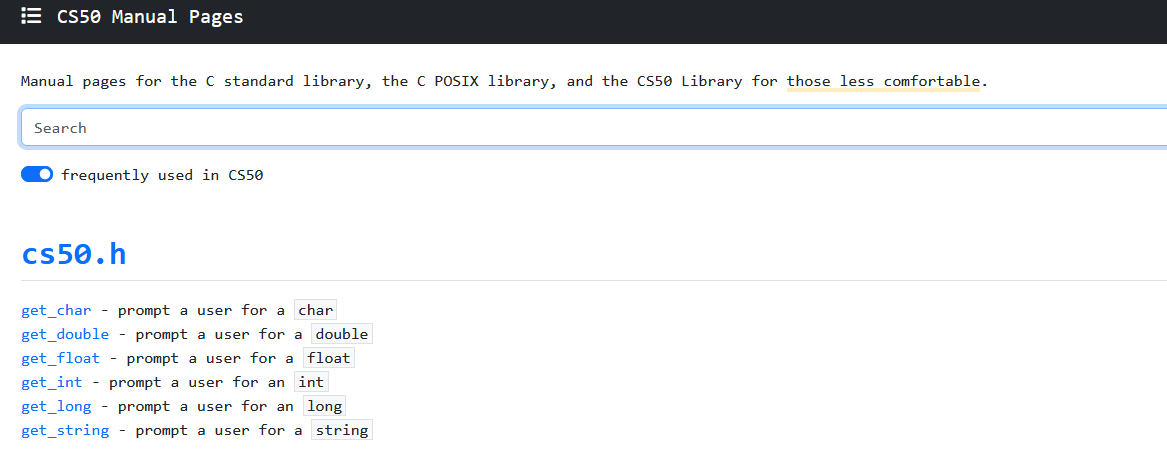 CS50 Manual Pages
Manual pages for the C standard library, the C POSIX library, and the CS50 Library for those less comfortable.
Search
frequently used in CS50
cs50.h
get_char - prompt a user for a char
get_double - prompt a user for a double
get_float - prompt a user for a float
get_int - prompt a user for an int
get_long - prompt a user for an long
get_string - prompt a user for a string